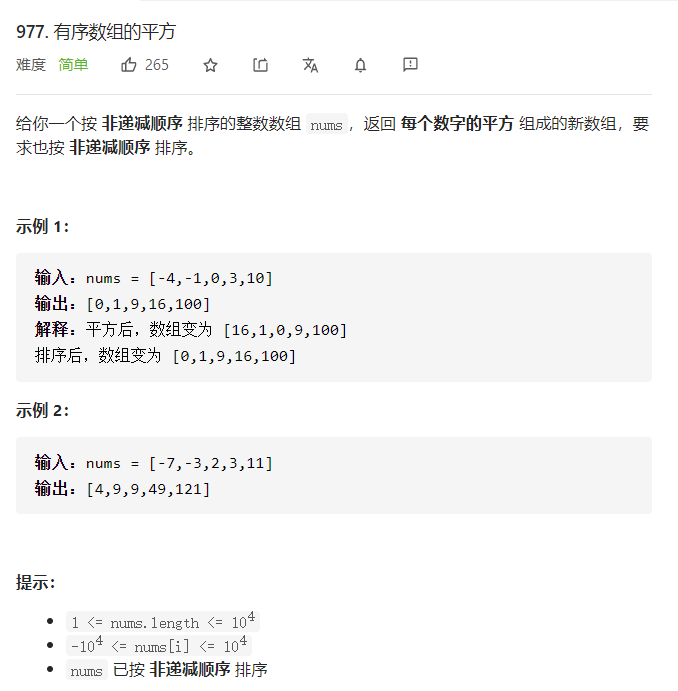 977. 有序数组的平方
难度 简单 265
给你一个按 非递减顺序 排序的整数数组 nums，返回 每个数字的平方 组成的新数组，要
求也按 非递减顺序 排序。
示例 1：
输入：nums = [-4,-1,0,3,10]
输出：[0,1,9,16,100]
解释：平方后，数组变为 [16,1,0,9,100]
排序后，数组变为 [0,1,9,16,100]
示例 2：
输入：nums = [-7,-3,2,3,11]
输出：[4,9,9,49,121]
提示：
1 <= nums.length <= 10⁴
-10⁴ <= nums[i] <= 10⁴
nums 已按 非递减顺序 排序